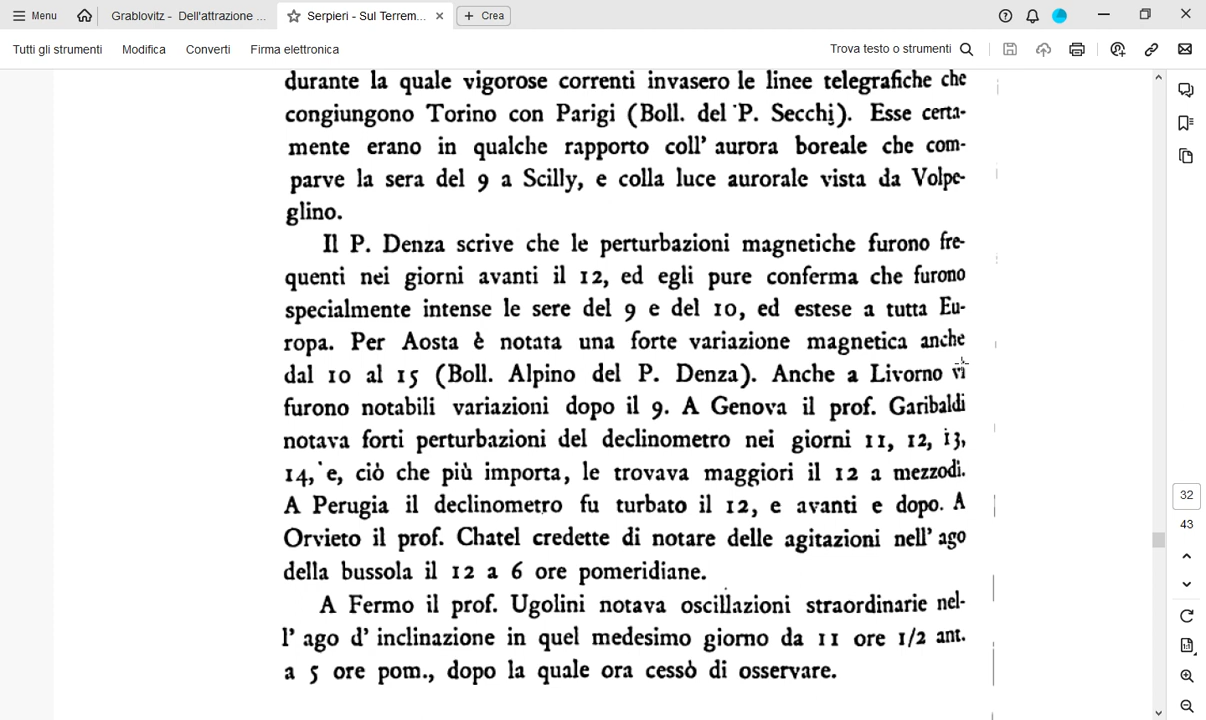 Menu
Grablovitz - Dell'attrazione ...
Serpieri - Sul Terrem...
Crea
Tutti gli strumenti
Modifica
Converti
Firma elettronica
Trova testo o strumenti
durante la quale vigorose correnti invasero le linee telegrafiche che
congiungono Torino con Parigi (Boll. del P. Secchi). Esse certa-
mente erano in qualche rapporto coll' aurora boreale che com-
parve la sera del 9 a Scilly, e colla luce aurorale vista da Volpe-
glino.
Il P. Denza scrive che le perturbazioni magnetiche furono fre-
quenti nei giorni avanti il 12, ed egli pure conferma che furono
specialmente intense le sere del 9 e del 10, ed estese a tutta Eu-
ropa. Per Aosta è notata una forte variazione magnetica anche
dal 10 al 15 (Boll. Alpino del P. Denza). Anche a Livorno vi
furono notabili variazioni dopo il 9. A Genova il prof. Garibaldi
notava forti perturbazioni del declinometro nei giorni 11, 12, 13,
14, e, ciò che più importa, le trovava maggiori il 12 a mezzodì.
A Perugia il declinometro fu turbato il 12, e avanti e dopo. A
Orvieto il prof. Chatel credette di notare delle agitazioni nell' ago
della bussola il 12 a 6 ore pomeridiane.
A Fermo il prof. Ugolini notava oscillazioni straordinarie nel-
l' ago d' inclinazione in quel medesimo giorno da 11 ore 1/2 ant.
a 5 ore pom., dopo la quale ora cessò di osservare.
32
43